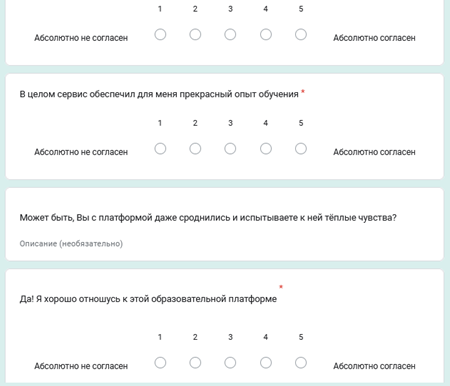 1 2 3 4 5
Абсолютно не согласен Абсолютно согласен
В целом сервис обеспечил для меня прекрасный опыт обучения *
1 2 3 4 5
Абсолютно не согласен Абсолютно согласен
Может быть, Вы с платформой даже сроднились и испытываете к ней тёплые чувства?
Описание (необязательно)
Да! Я хорошо отношусь к этой образовательной платформе *
1 2 3 4 5
Абсолютно не согласен Абсолютно согласен